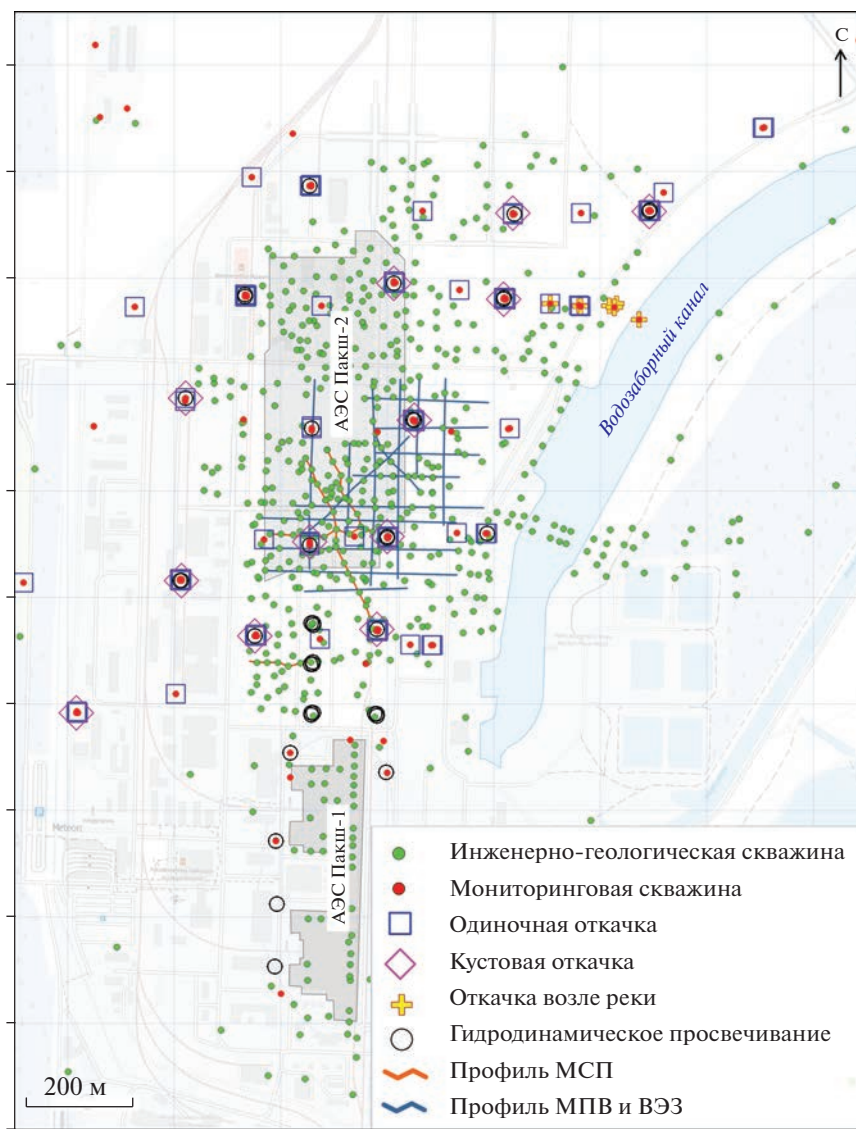 С
Водозаборный канал
АЭС Пакш-2
АЭС Пакш-1
Инженерно-геологическая скважина
Мониторинговая скважина
Одиночная откачка
Кустовая откачка
Откачка возле реки
Гидродинамическое просвечивание
Профиль МСП
Профиль МПВ и ВЭЗ
200 м